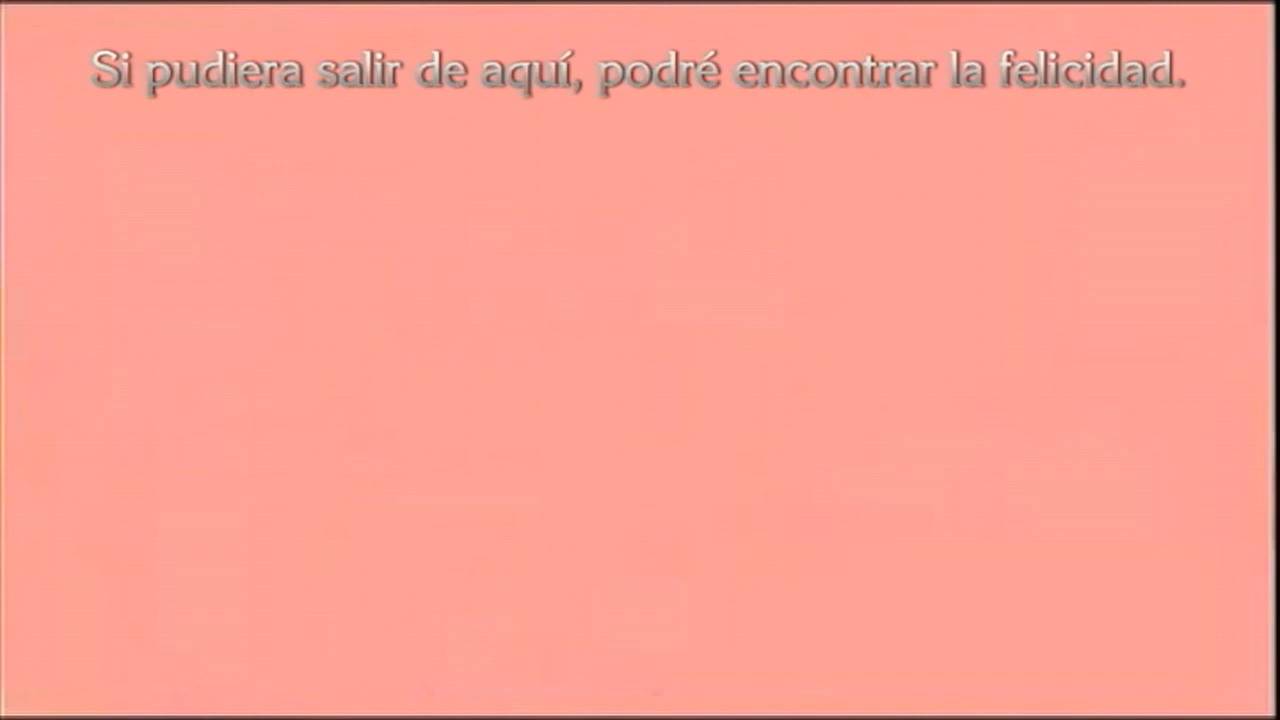 Si pudiera salir de aquí, podré encontrar la felicidad.